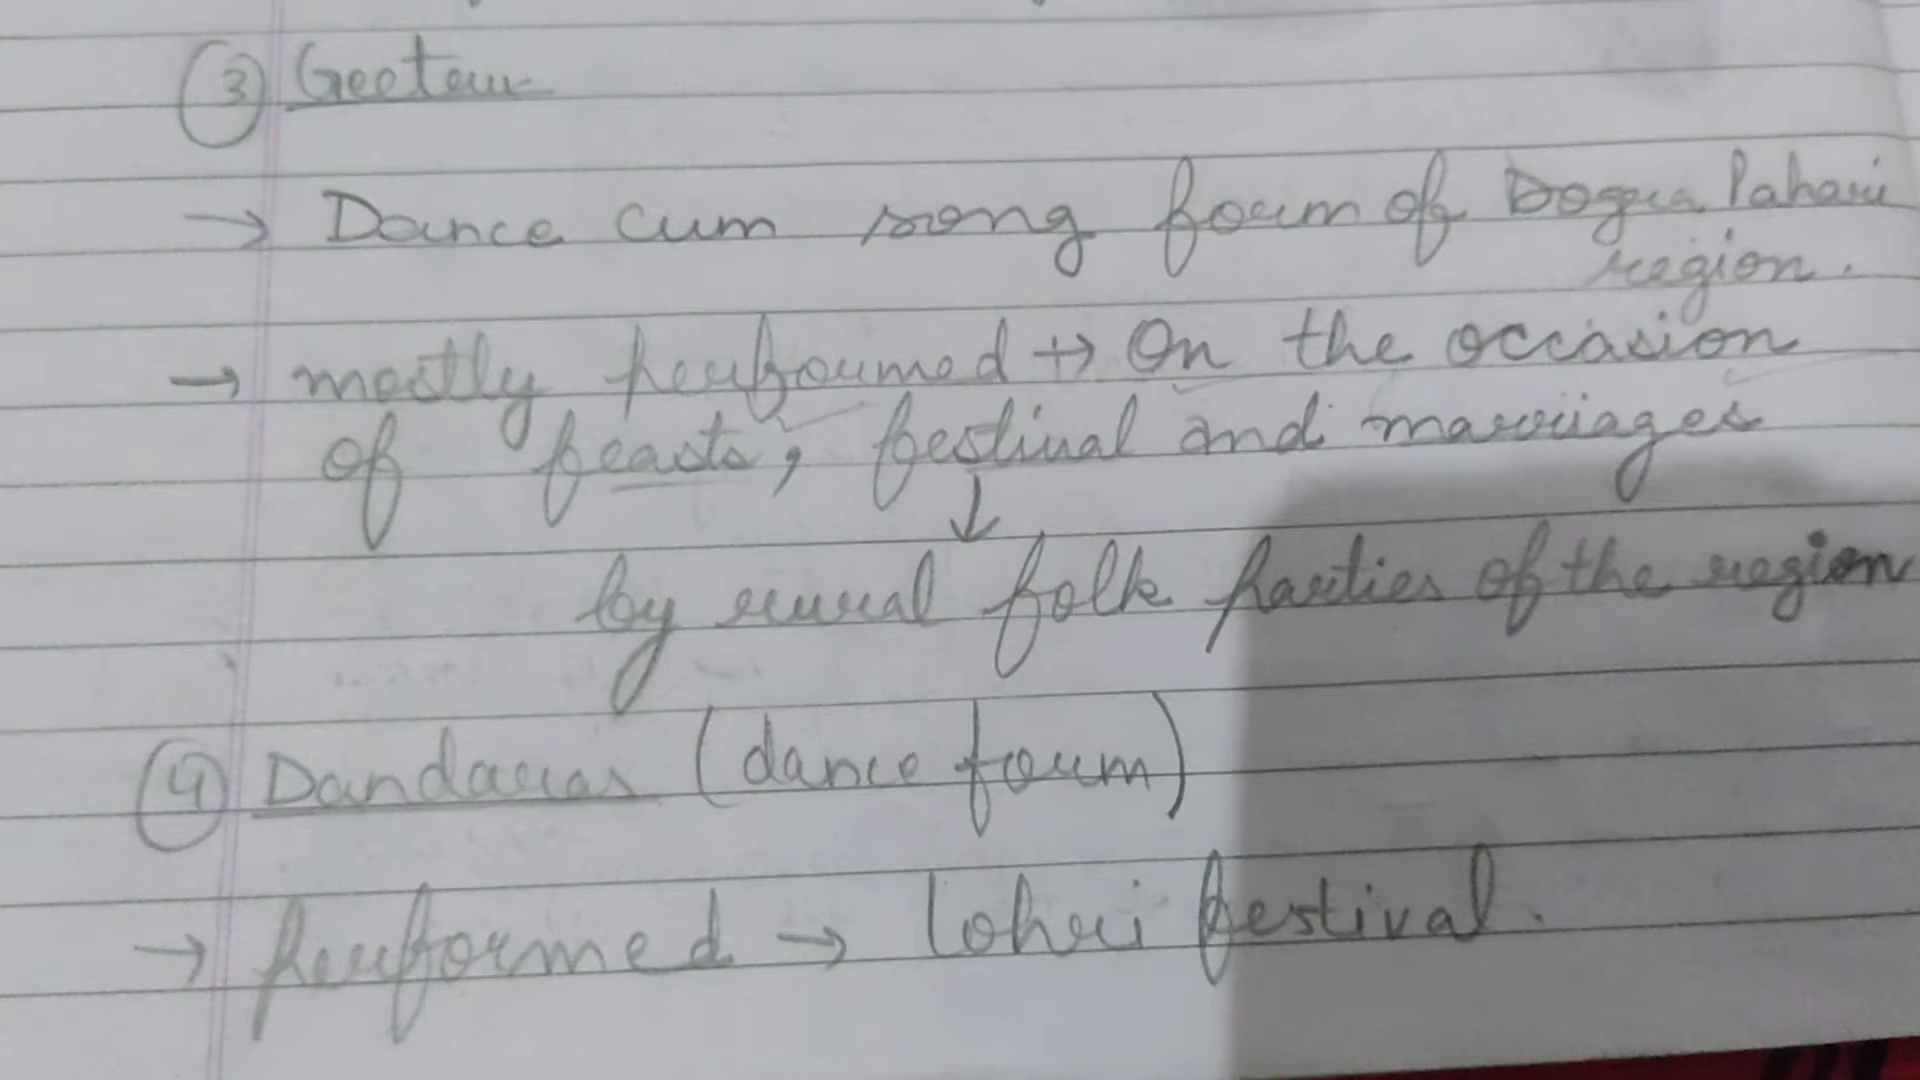 ③ Geetaru
→ Dance cum song form of Dogra Pahari
region.
→ mostly performed → On the occasion
of feasts, festival and marriages
↓
by rural folk parties of the region
④ Dandaras (dance form)
→ performed → lohri festival.